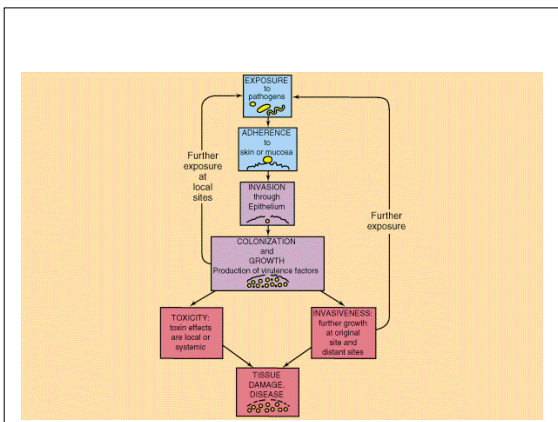 EXPOSURE
to
pathogens
ADHERENCE
to
skin or mucosa
Further
exposure
at
local
sites
INVASION
through
Epithelium
Further
exposure
COLONIZATION
and
GROWTH
Production of virulence factors
TOXICITY:
toxin effects
are local or
systemic
INVASIVENESS:
further growth
at original
site and
distant sites
TISSUE
DAMAGE,
DISEASE